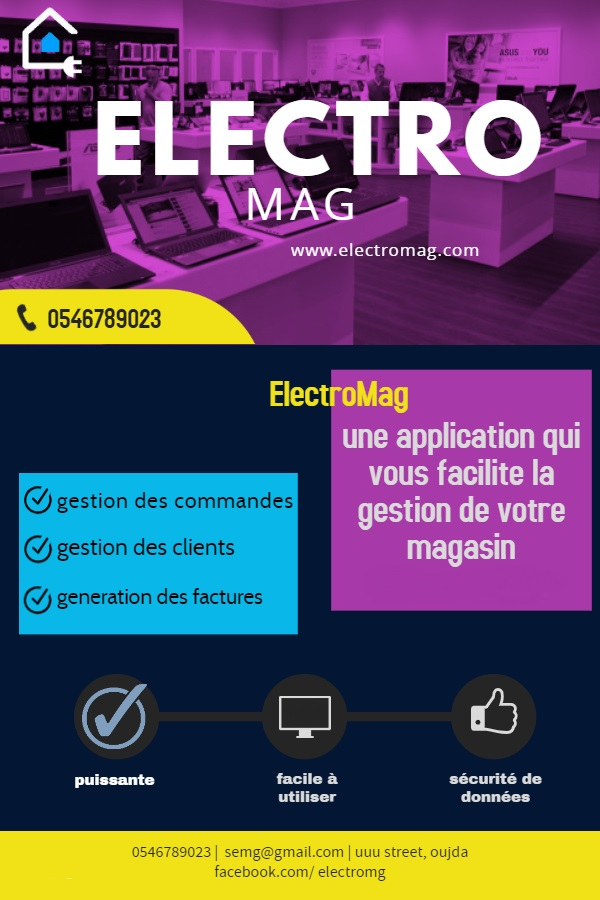 ASUS YOU
ELECTRO
MAG
www.electromag.com
0546789023
ElectroMag
une application qui
vous facilite la
gestion de votre
magasin
gestion des commandes
gestion des clients
generation des factures
puissante
facile à
utiliser
sécurité de
données
0546789023 | semg@gmail.com | uuu street, oujda
facebook.com/ electromg